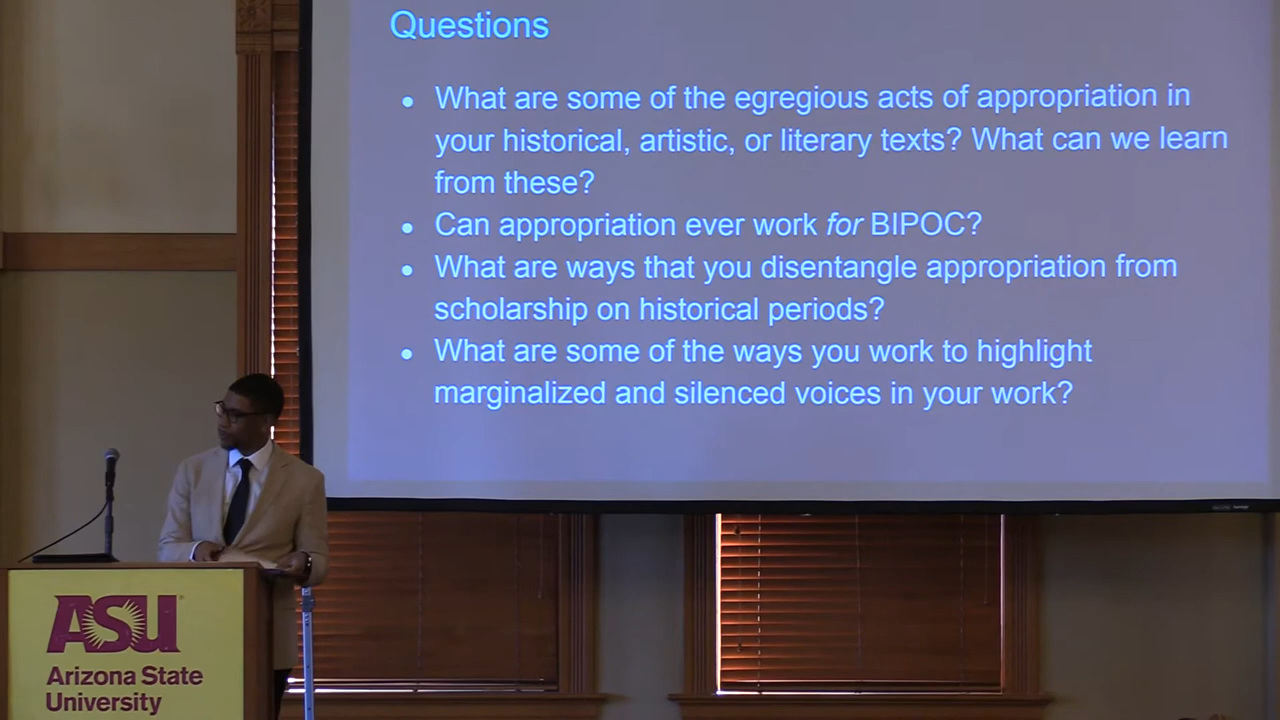 Questions
• What are some of the egregious acts of appropriation in
your historical, artistic, or literary texts? What can we learn
from these?
• Can appropriation ever work for BIPOC?
• What are ways that you disentangle appropriation from
scholarship on historical periods?
• What are some of the ways you work to highlight
marginalized and silenced voices in your work?
ASU
Arizona State
University